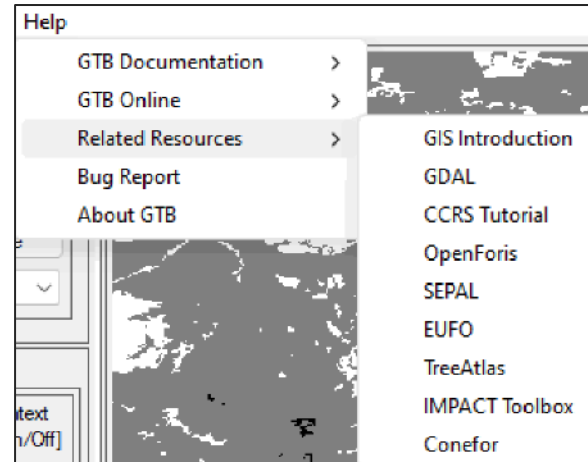 Help
GTB Documentation
GTB Online
Related Resources
Bug Report
About GTB
GIS Introduction
GDAL
CCRS Tutorial
OpenForis
SEPAL
EUFO
TreeAtlas
IMPACT Toolbox
Conefor
/Off]